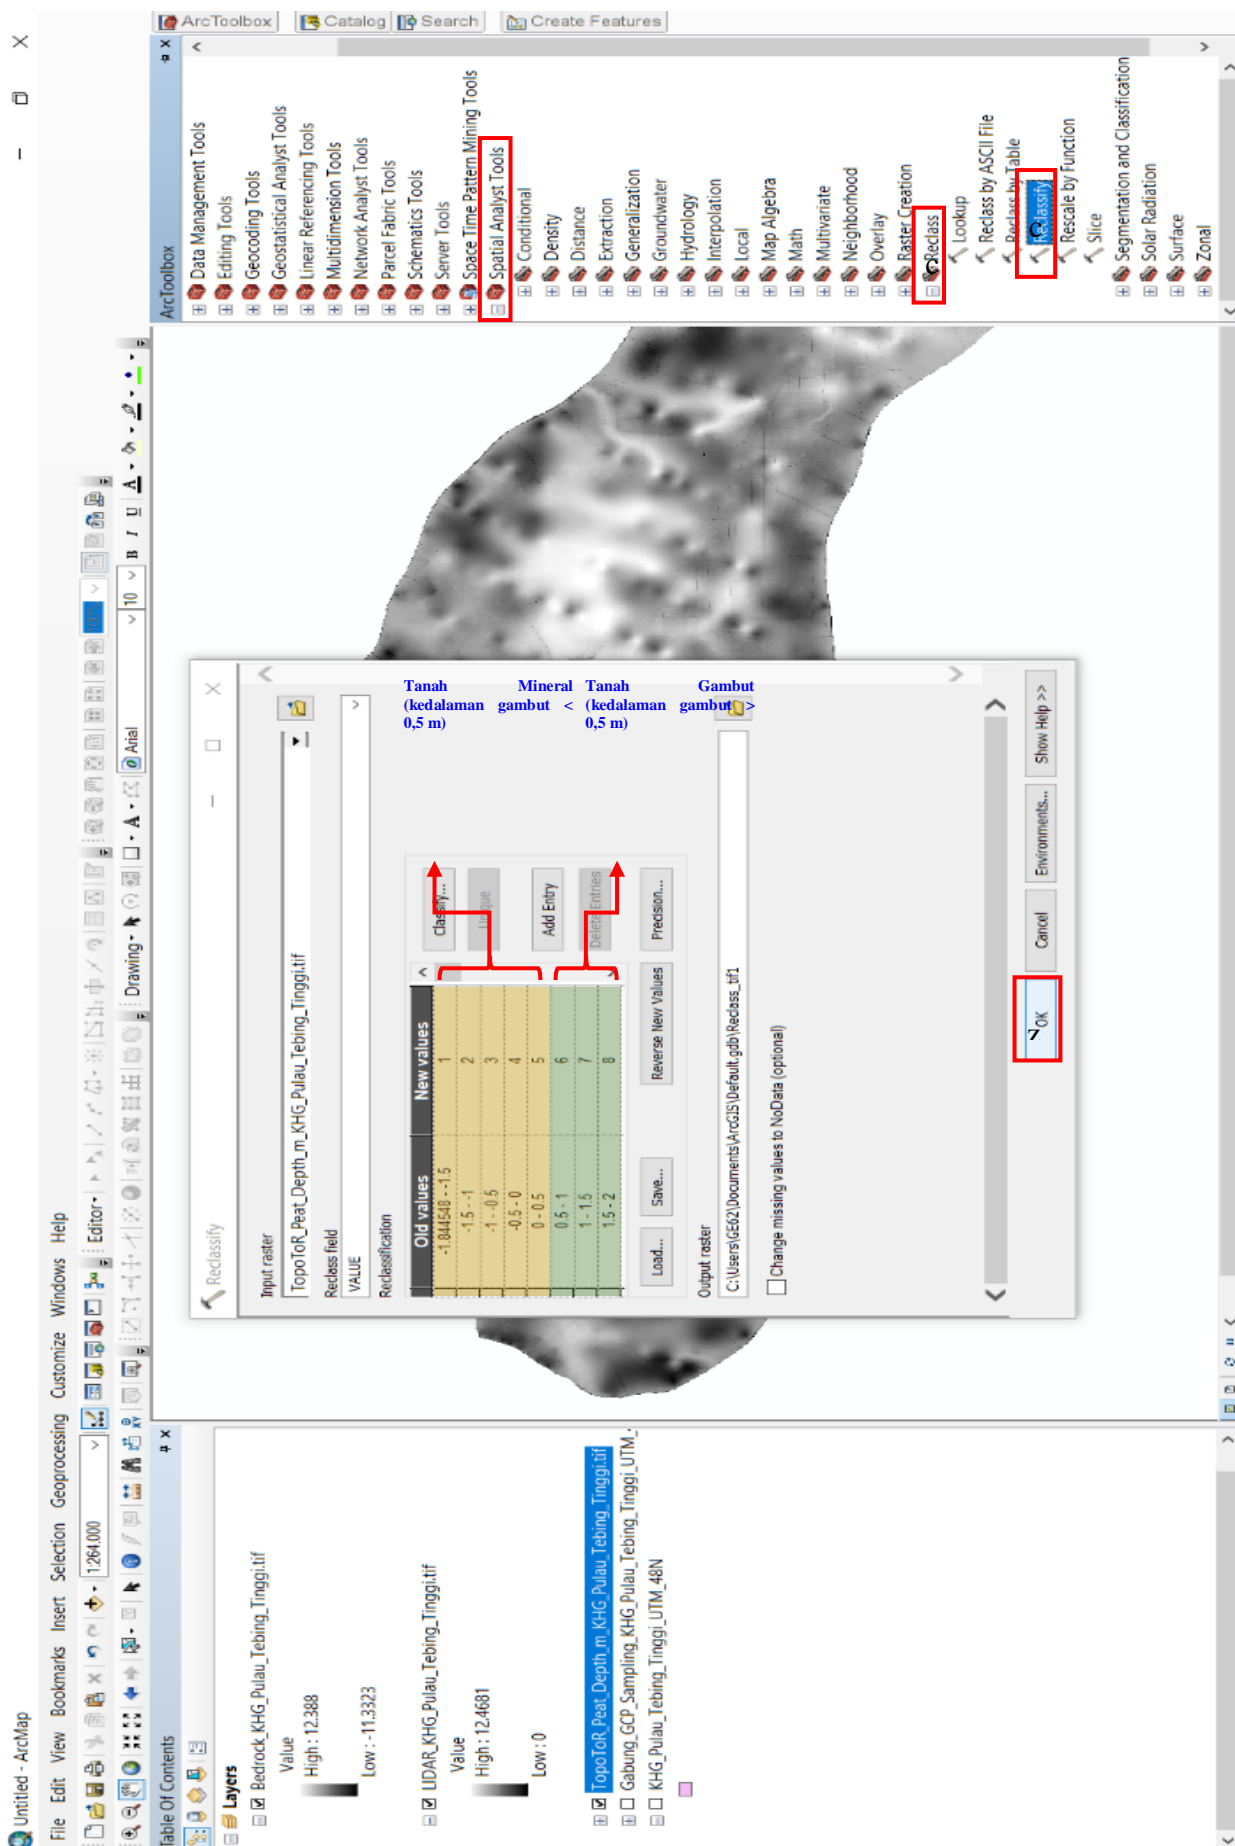 Untitled - ArcMap
File Edit View Bookmarks Insert Selection Geoprocessing Customize Windows Help
1:264.000
Editor
100%
Drawing
Arial
10
B I U
Table Of Contents
Layers
Bedrock_KHG_Pulau_Tebing_Tinggi.tif
Value
High : 12.388
Low : -11.3323
LIDAR_KHG_Pulau_Tebing_Tinggi.tif
Value
High : 12.4681
Low : 0
TopoToR_Peat_Depth_m_KHG_Pulau_Tebing_Tinggi.tif
Gabung_GCP_Sampling_KHG_Pulau_Tebing_Tinggi_UTM_
KHG_Pulau_Tebing_Tinggi_UTM_48N
Reclassify
Input raster
TopoToR_Peat_Depth_m_KHG_Pulau_Tebing_Tinggi.tif
Reclass field
VALUE
Reclassification
Old values New values
-1.844548 - -1.5 1
-1.5 - -1 2
-1 - -0.5 3
-0.5 - 0 4
0 - 0.5 5
0.5 - 1 6
1 - 1.5 7
1.5 - 2 8
Classify...
Unique
Add Entry
Delete Entries
Load...
Save...
Reverse New Values
Precision...
Tanah Mineral
(kedalaman gambut <
0,5 m)
Tanah Gambut
(kedalaman gambut >
0,5 m)
Output raster
C:\Users\GE62\Documents\ArcGIS\Default.gdb\Reclass_tif1
Change missing values to NoData (optional)
7
OK
Cancel
Environments...
Show Help >>
ArcToolbox
Data Management Tools
Editing Tools
Geocoding Tools
Geostatistical Analyst Tools
Linear Referencing Tools
Multidimension Tools
Network Analyst Tools
Parcel Fabric Tools
Schematics Tools
Server Tools
Space Time Pattern Mining Tools
Spatial Analyst Tools
Conditional
Density
Distance
Extraction
Generalization
Groundwater
Hydrology
Interpolation
Local
Map Algebra
Math
Multivariate
Neighborhood
Overlay
Raster Creation
Reclass
Lookup
Reclass by ASCII File
Reclass by Table
Reclassify
Rescale by Function
Slice
Segmentation and Classification
Solar Radiation
Surface
Zonal
ArcToolbox
Catalog
Search
Create Features